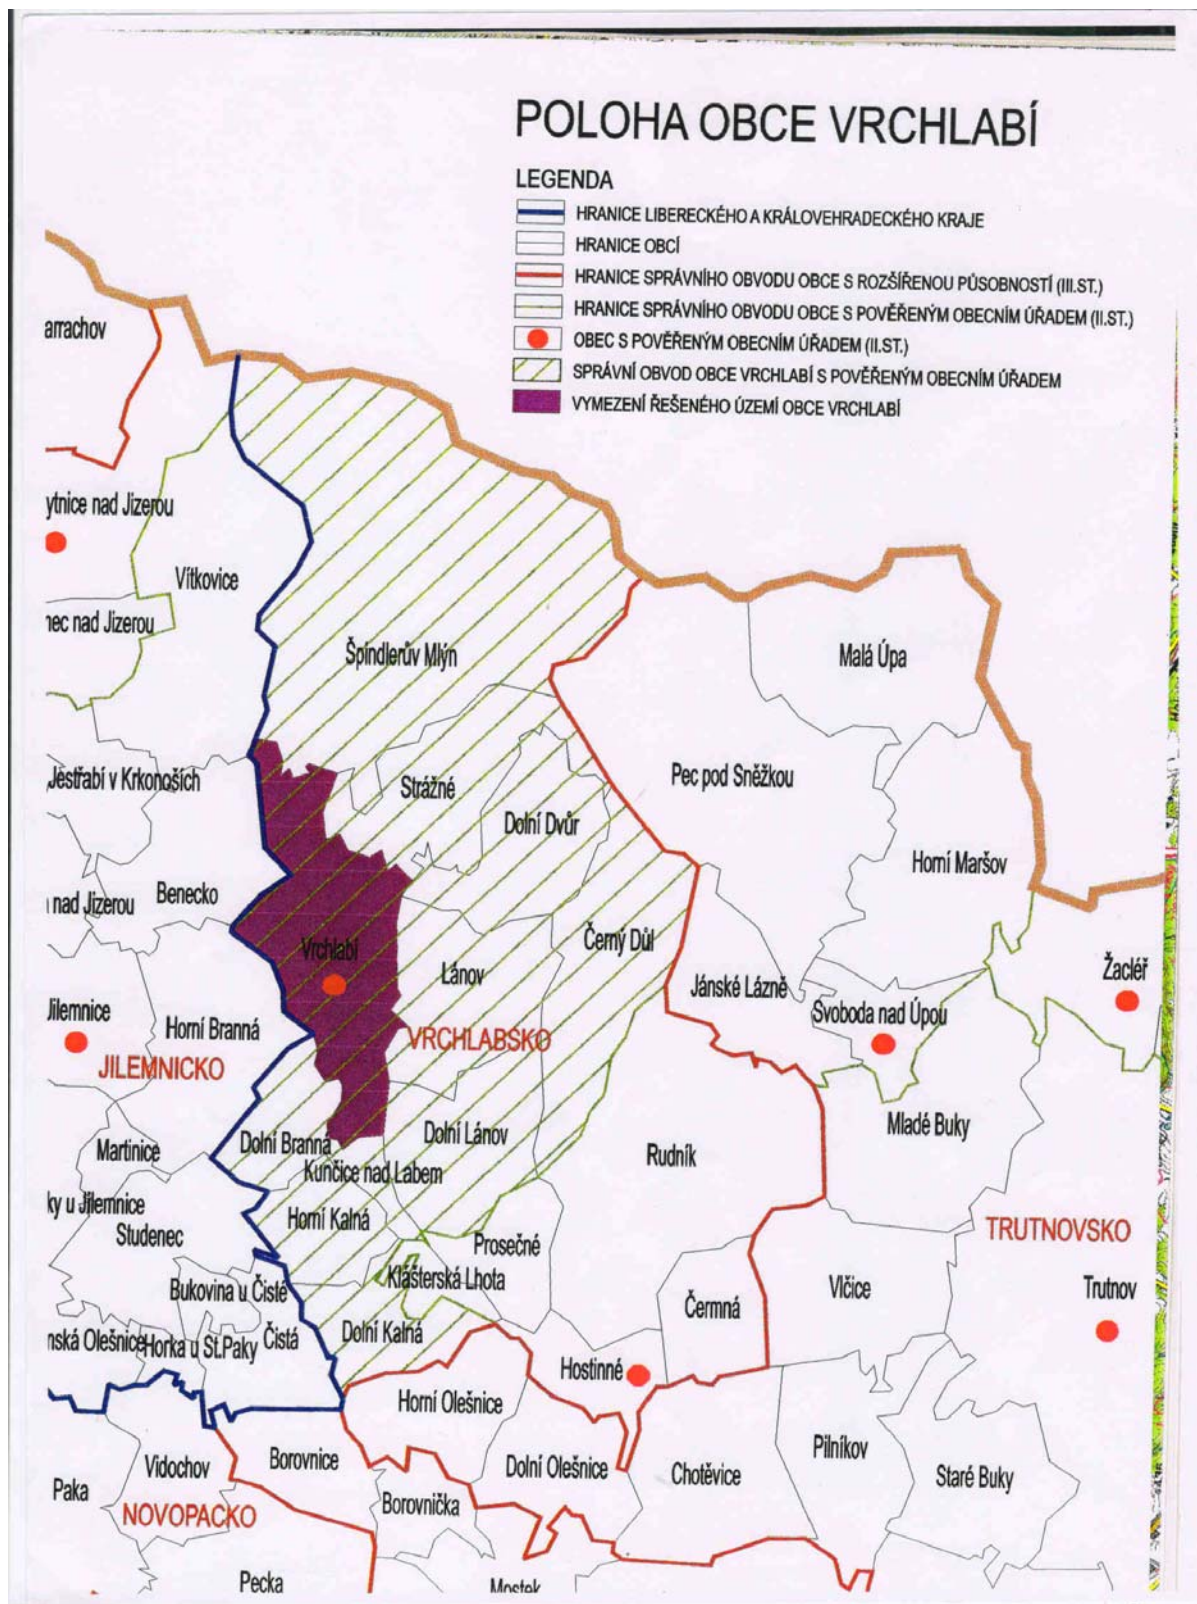 POLOHA OBCE VRCHLABÍ
LEGENDA
HRANICE LIBERECKÉHO A KRÁLOVEHRADECKÉHO KRAJE
HRANICE OBCÍ
HRANICE SPRÁVNÍHO OBVODU OBCE S ROZŠÍŘENOU PŮSOBNOSTÍ (III.ST.)
HRANICE SPRÁVNÍHO OBVODU OBCE S POVĚŘENÝM OBECNÍM ÚŘADEM (II.ST.)
OBEC S POVĚŘENÝM OBECNÍM ÚŘADEM (II.ST.)
SPRÁVNÍ OBVOD OBCE VRCHLABÍ S POVĚŘENÝM OBECNÍM ÚŘADEM
VYMEZENÍ ŘEŠENÉHO ÚZEMÍ OBCE VRCHLABÍ
arrachov
ytnice nad Jizerou
Vítkovice
nec nad Jizerou
Špindlerův Mlýn
Malá Úpa
Jestřabí v Krkonoších
Strážné
Pec pod Sněžkou
Dolní Dvůr
Horní Maršov
Benecko
nad Jizerou
Vrchlabí
Černý Důl
Lánov
Žacléř
Jánské Lázně
Jilemnice
Svoboda nad Úpou
Horní Branná
VRCHLABSKO
JILEMNICKO
Mladé Buky
Dolní Branná
Dolní Lánov
Martinice
Rudník
Kunčice nad Labem
ky u Jilemnice
Horní Kalná
Studenec
TRUTNOVSKO
Prosečné
Klášterská Lhota
Bukovina u Čisté
Vlčice
Trutnov
Čermná
Dolní Kalná
nská Olešnice
Horka u St.Paky
Čistá
Hostinné
Horní Olešnice
Pilníkov
Borovnice
Vidochov
Dolní Olešnice
Chotěvice
Staré Buky
Paka
Borovnička
NOVOPACKO
Pecka
Mostek